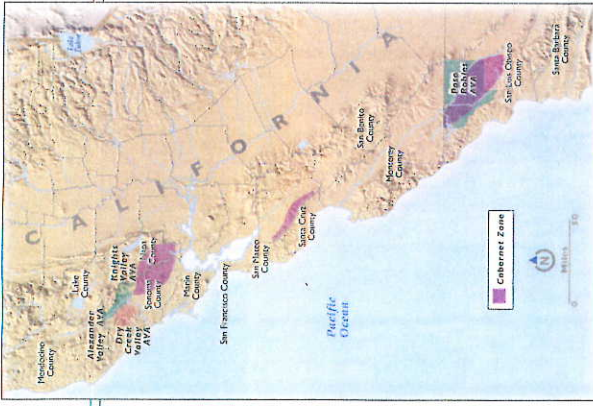 Lake
Tahoe
CALIFORNIA
Mendocino
County
Lake
County
Alexander
Valley AVA
Knights
Valley
AVA
Dry
Creek
Valley
AVA
Sonoma
County
Napa
County
Marin
County
San Francisco County
San Mateo
County
Santa Cruz
County
San Benito
County
Monterey
County
Paso
Robles
AVA
San Luis Obispo
County
Santa Barbara
County
Pacific
Ocean
Cabernet Zone
N
0 50
Miles